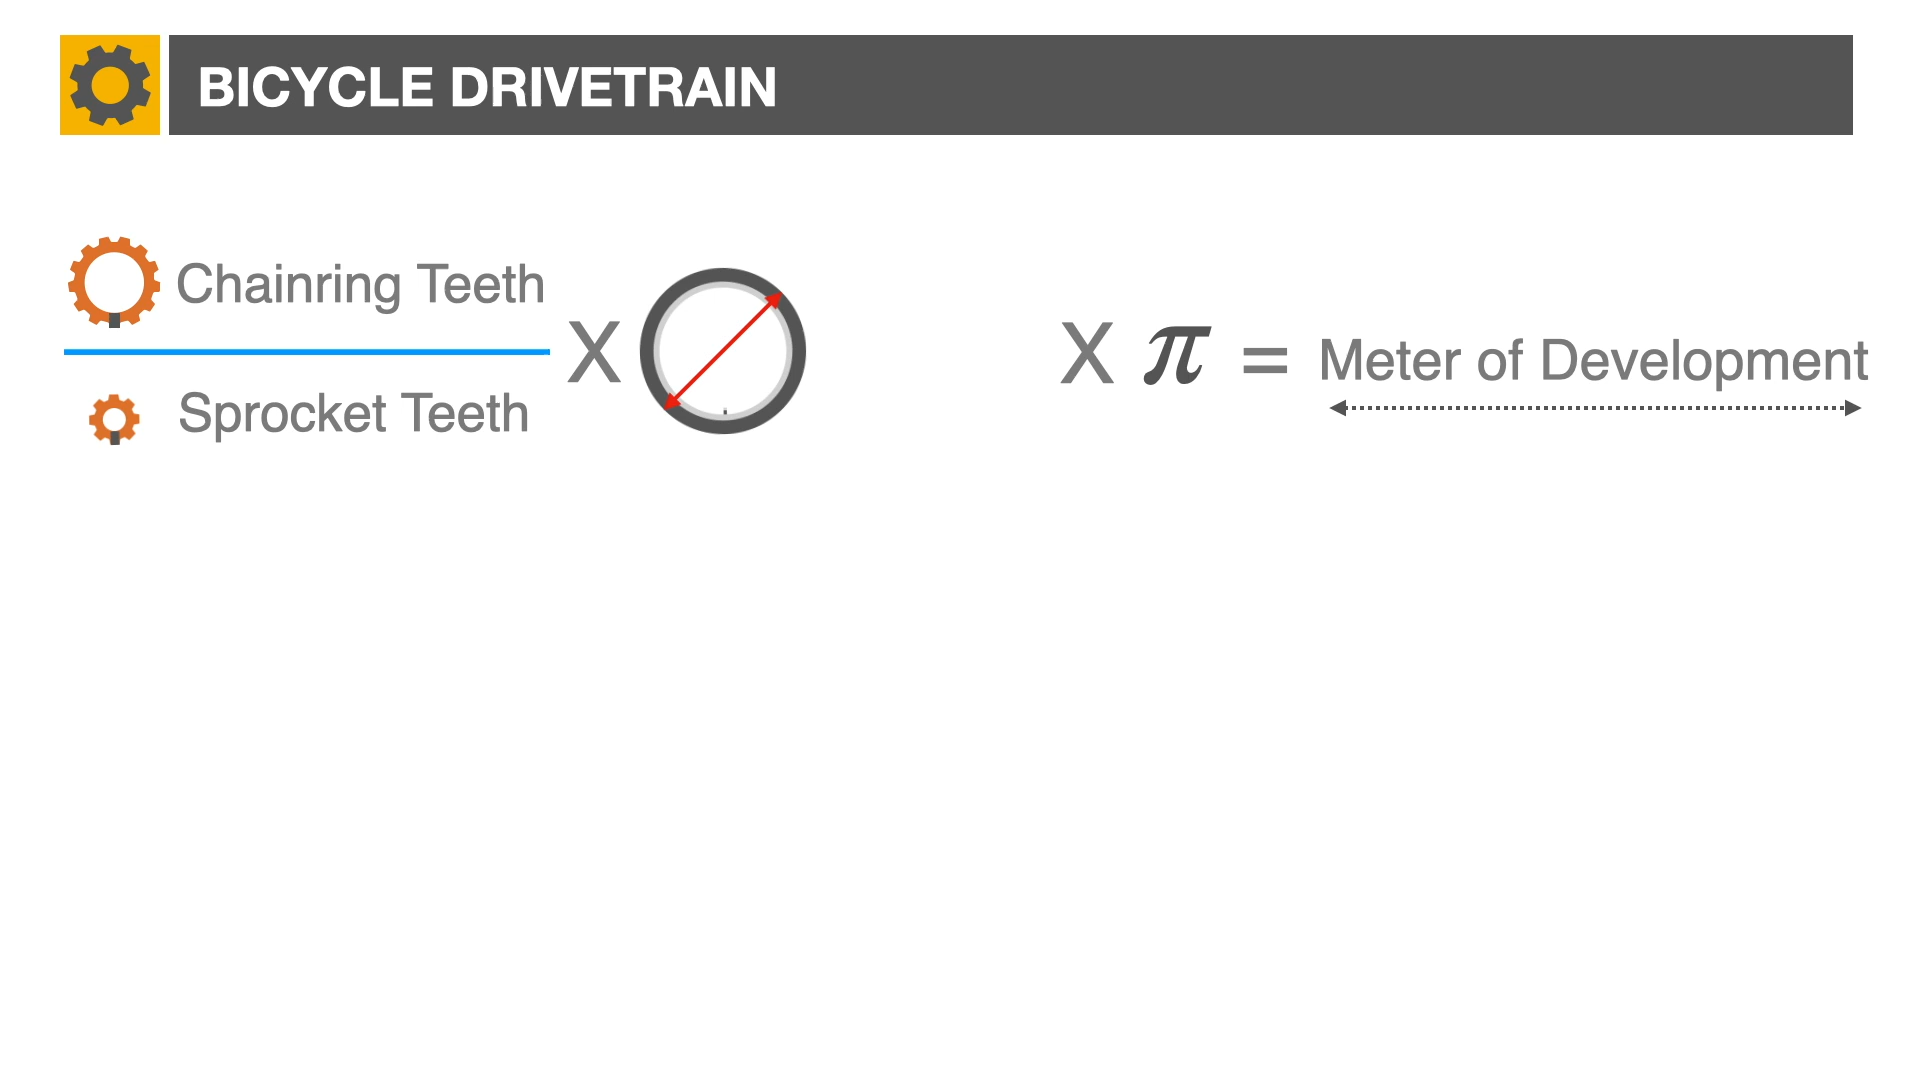 BICYCLE DRIVETRAIN
Chainring Teeth
Sprocket Teeth
X
X π = Meter of Development